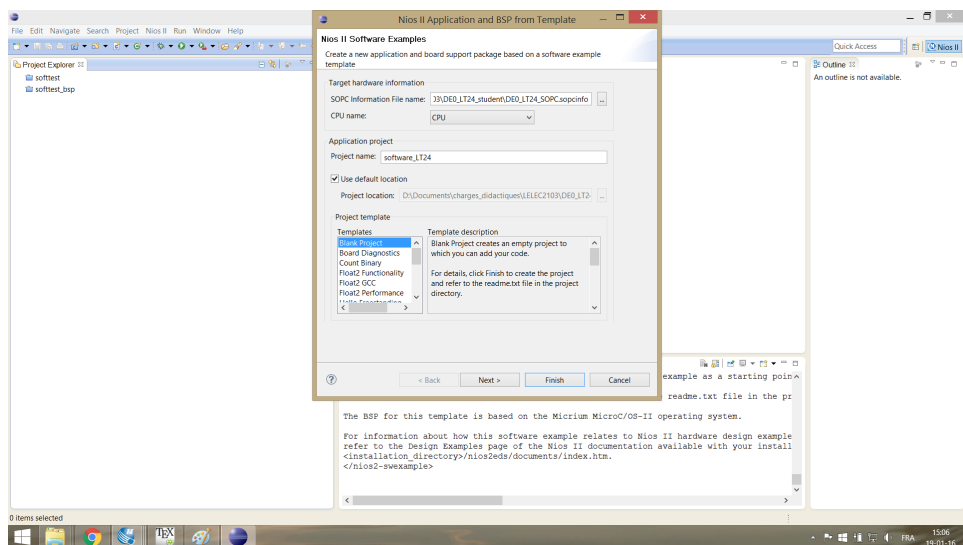 Nios II Application and BSP from Template
File Edit Navigate Search Project Nios II Run Window Help
Quick Access
Nios II
Project Explorer
softtest
softtest_bsp
Nios II Software Examples
Create a new application and board support package based on a software example
template
Target hardware information
SOPC Information File name: 03\DE0_LT24_student\DE0_LT24_SOPC.sopcinfo ...
CPU name: CPU
Application project
Project name: software_LT24
Use default location
Project location: D:\Documents\charges_didactiques\LELEC2103\DE0_LT2 ...
Project template
Templates
Blank Project
Board Diagnostics
Count Binary
Float2 Functionality
Float2 GCC
Float2 Performance
Hello Freestanding
Template description
Blank Project creates an empty project to
which you can add your code.
For details, click Finish to create the project
and refer to the readme.txt file in the project
directory.
< Back Next > Finish Cancel
Outline
An outline is not available.
example as a starting poin
readme.txt file in the pr
The BSP for this template is based on the Micrium MicroC/OS-II operating system.
For information about how this software example relates to Nios II hardware design example
refer to the Design Examples page of the Nios II documentation available with your install
<installation_directory>/nios2eds/documents/index.htm.
</nios2-swexample>
0 items selected
TEX
FRA
15:06
19-01-16